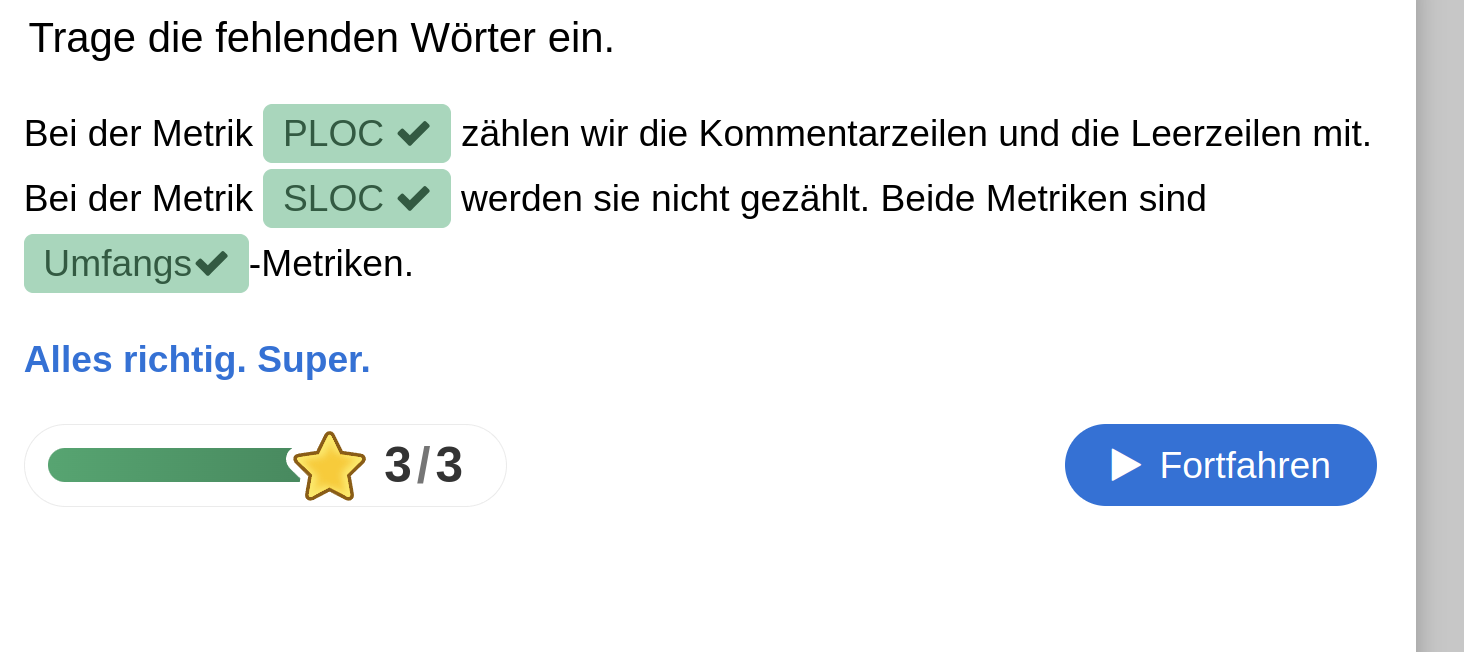 Trage die fehlenden Wörter ein.
Bei der Metrik PLOC zählen wir die Kommentarzeilen und die Leerzeilen mit.
Bei der Metrik SLOC werden sie nicht gezählt. Beide Metriken sind
Umfangs-Metriken.
Alles richtig. Super.
3/3
Fortfahren